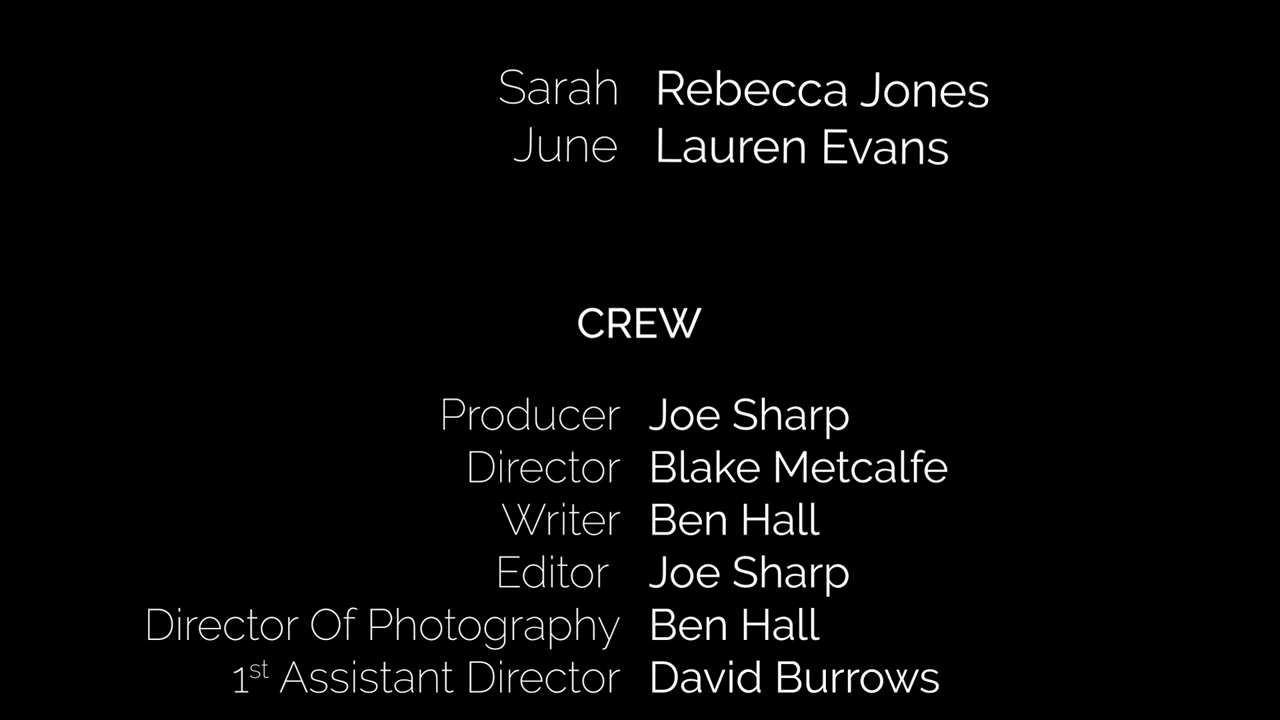 Sarah Rebecca Jones
June Lauren Evans
CREW
Producer Joe Sharp
Director Blake Metcalfe
Writer Ben Hall
Editor Joe Sharp
Director Of Photography Ben Hall
1st Assistant Director David Burrows